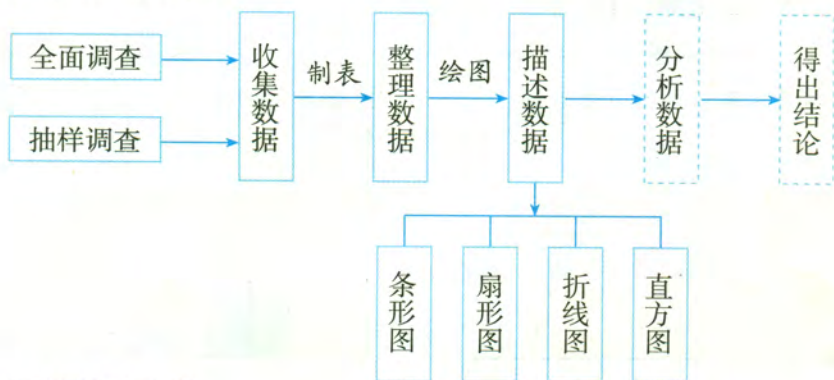 全面调查
抽样调查
收集数据
制表
整理数据
绘图
描述数据
分析数据
得出结论
条形图
扇形图
折线图
直方图